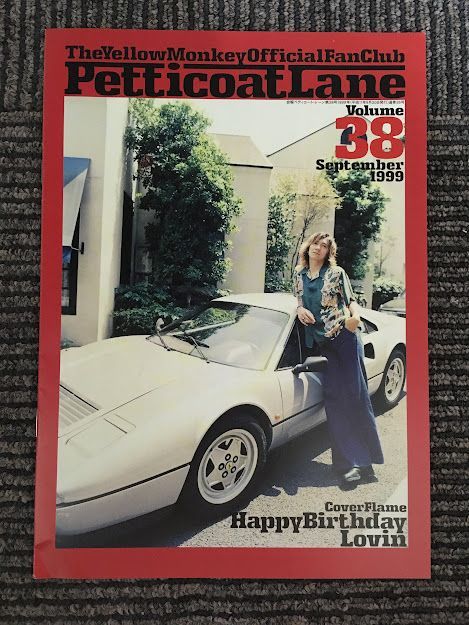 TheYellowMonkeyOfficialFanClub
PetticoatLane
Volume
38
September
1999
CoverFlame
HappyBirthday
Lovin